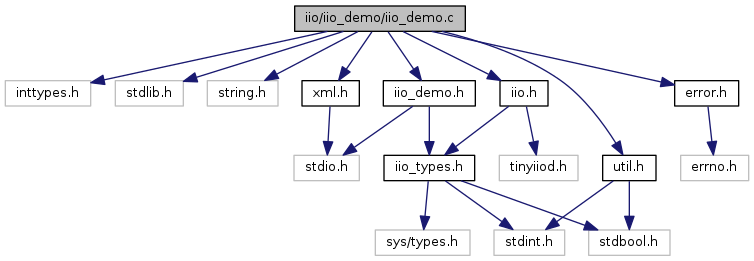 iio/iio_demo/iio_demo.c
inttypes.h
stdlib.h
string.h
xml.h
iio_demo.h
iio.h
error.h
stdio.h
iio_types.h
tinyiiod.h
util.h
errno.h
sys/types.h
stdint.h
stdbool.h